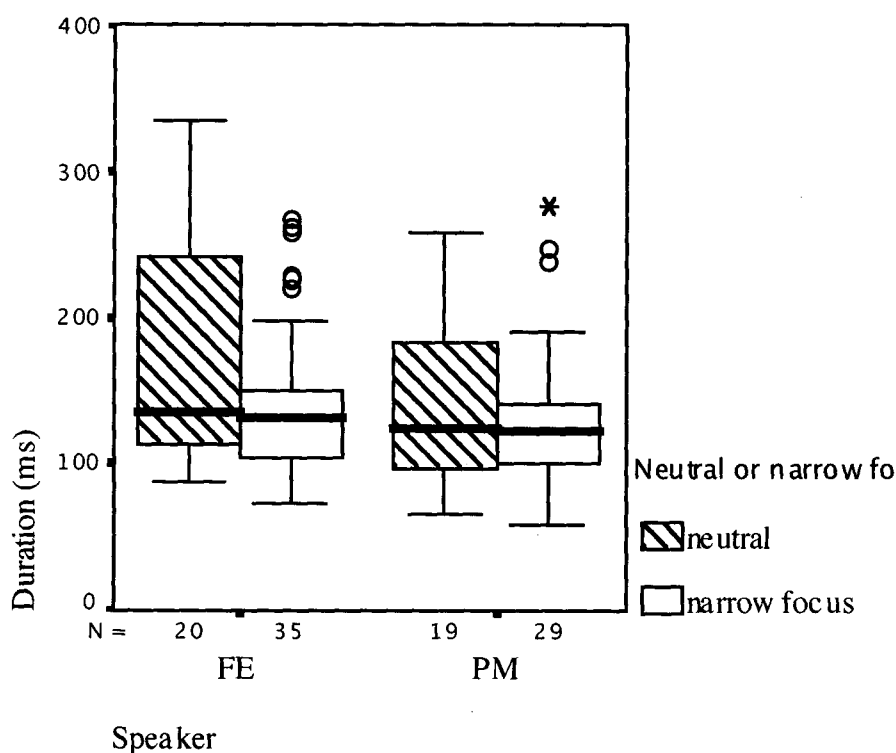 400
300
200
100
0
Duration (ms)
N = 20 35 19 29
FE PM
Speaker
Neutral or narrow fo
neutral
narrow focus